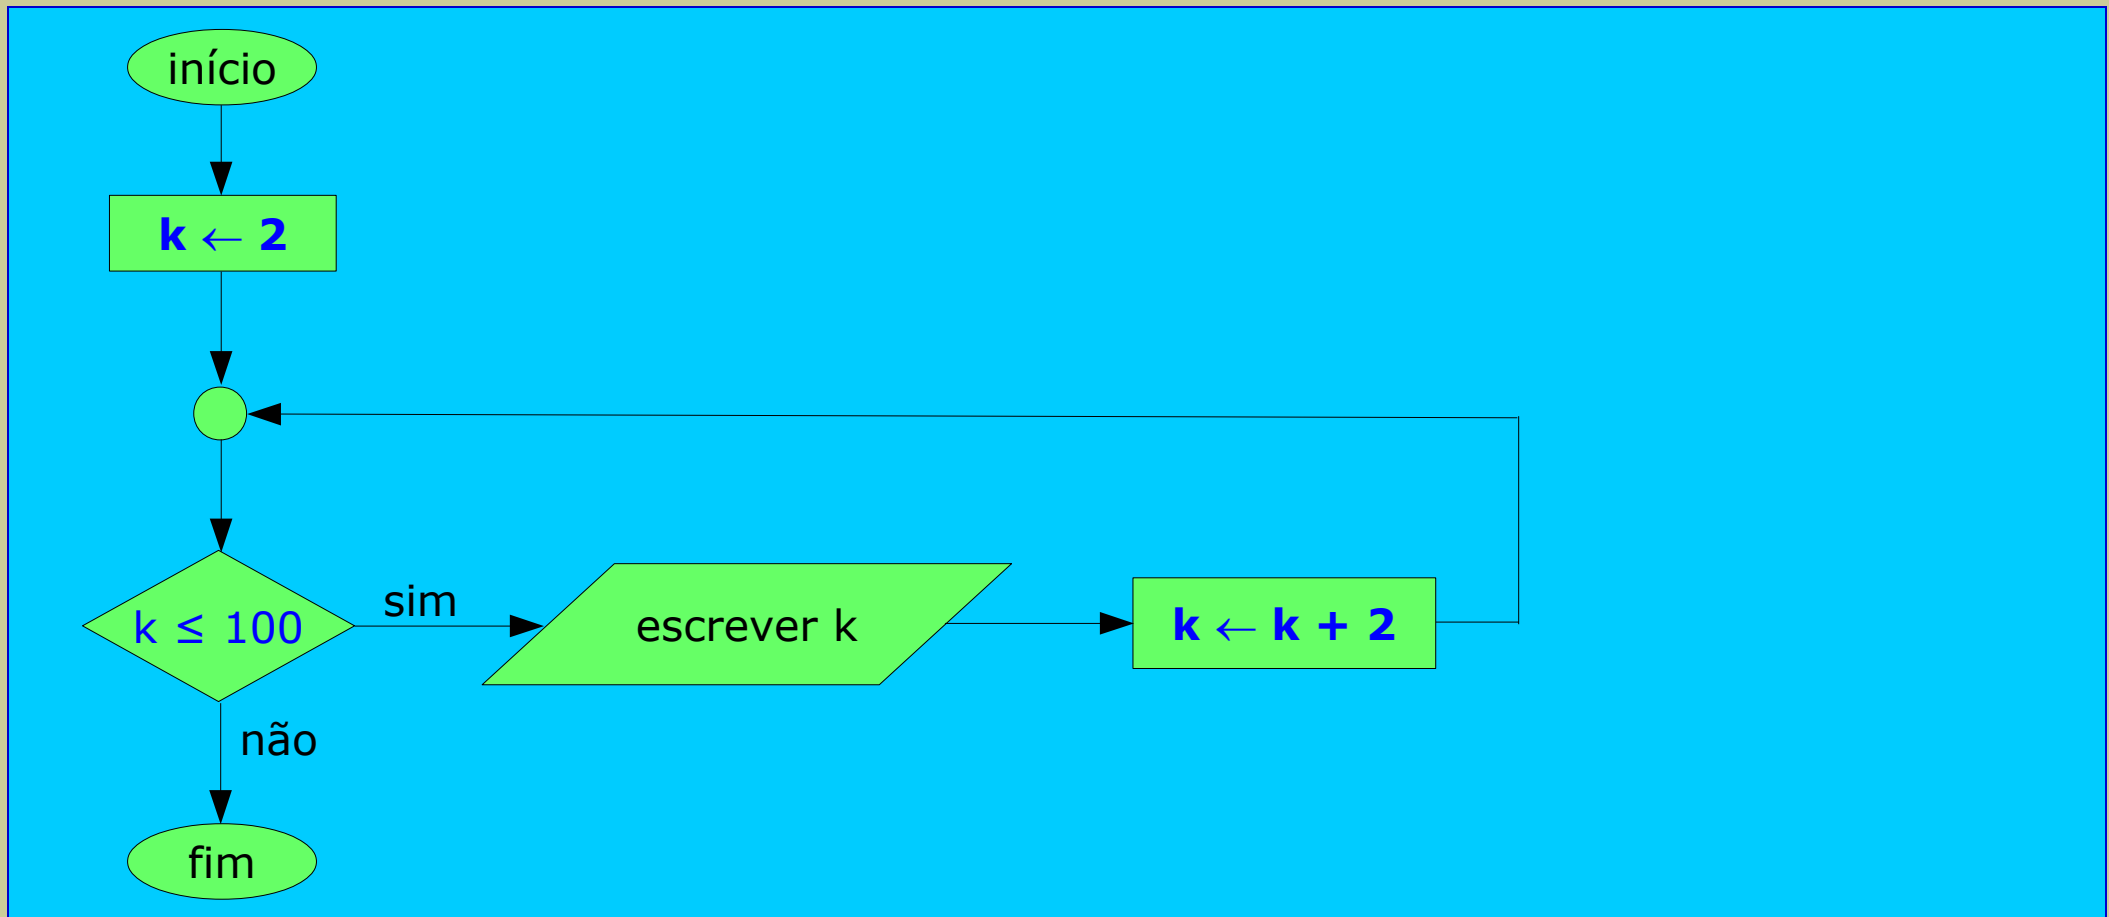 início
k ← 2
k ≤ 100
sim
escrever k
k ← k + 2
não
fim